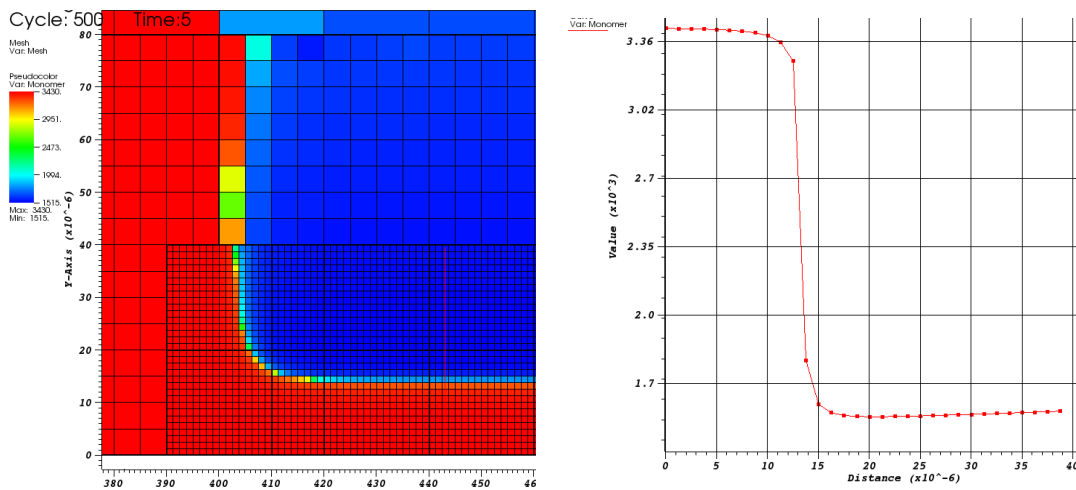 Cycle: 500 Time:5
Mesh
Var: Mesh
Pseudocolor
Var: Monomer
3430.
2951.
2473.
1994.
1515.
Max: 3430.
Min: 1515.
Y-Axis (x10^-6)
80
70
60
50
40
30
20
10
0
380 390 400 410 420 430 440 450 46
Var: Monomer
Value (x10^3)
3.36
3.02
2.7
2.35
2.0
1.7
0 5 10 15 20 25 30 35 40
Distance (x10^-6)